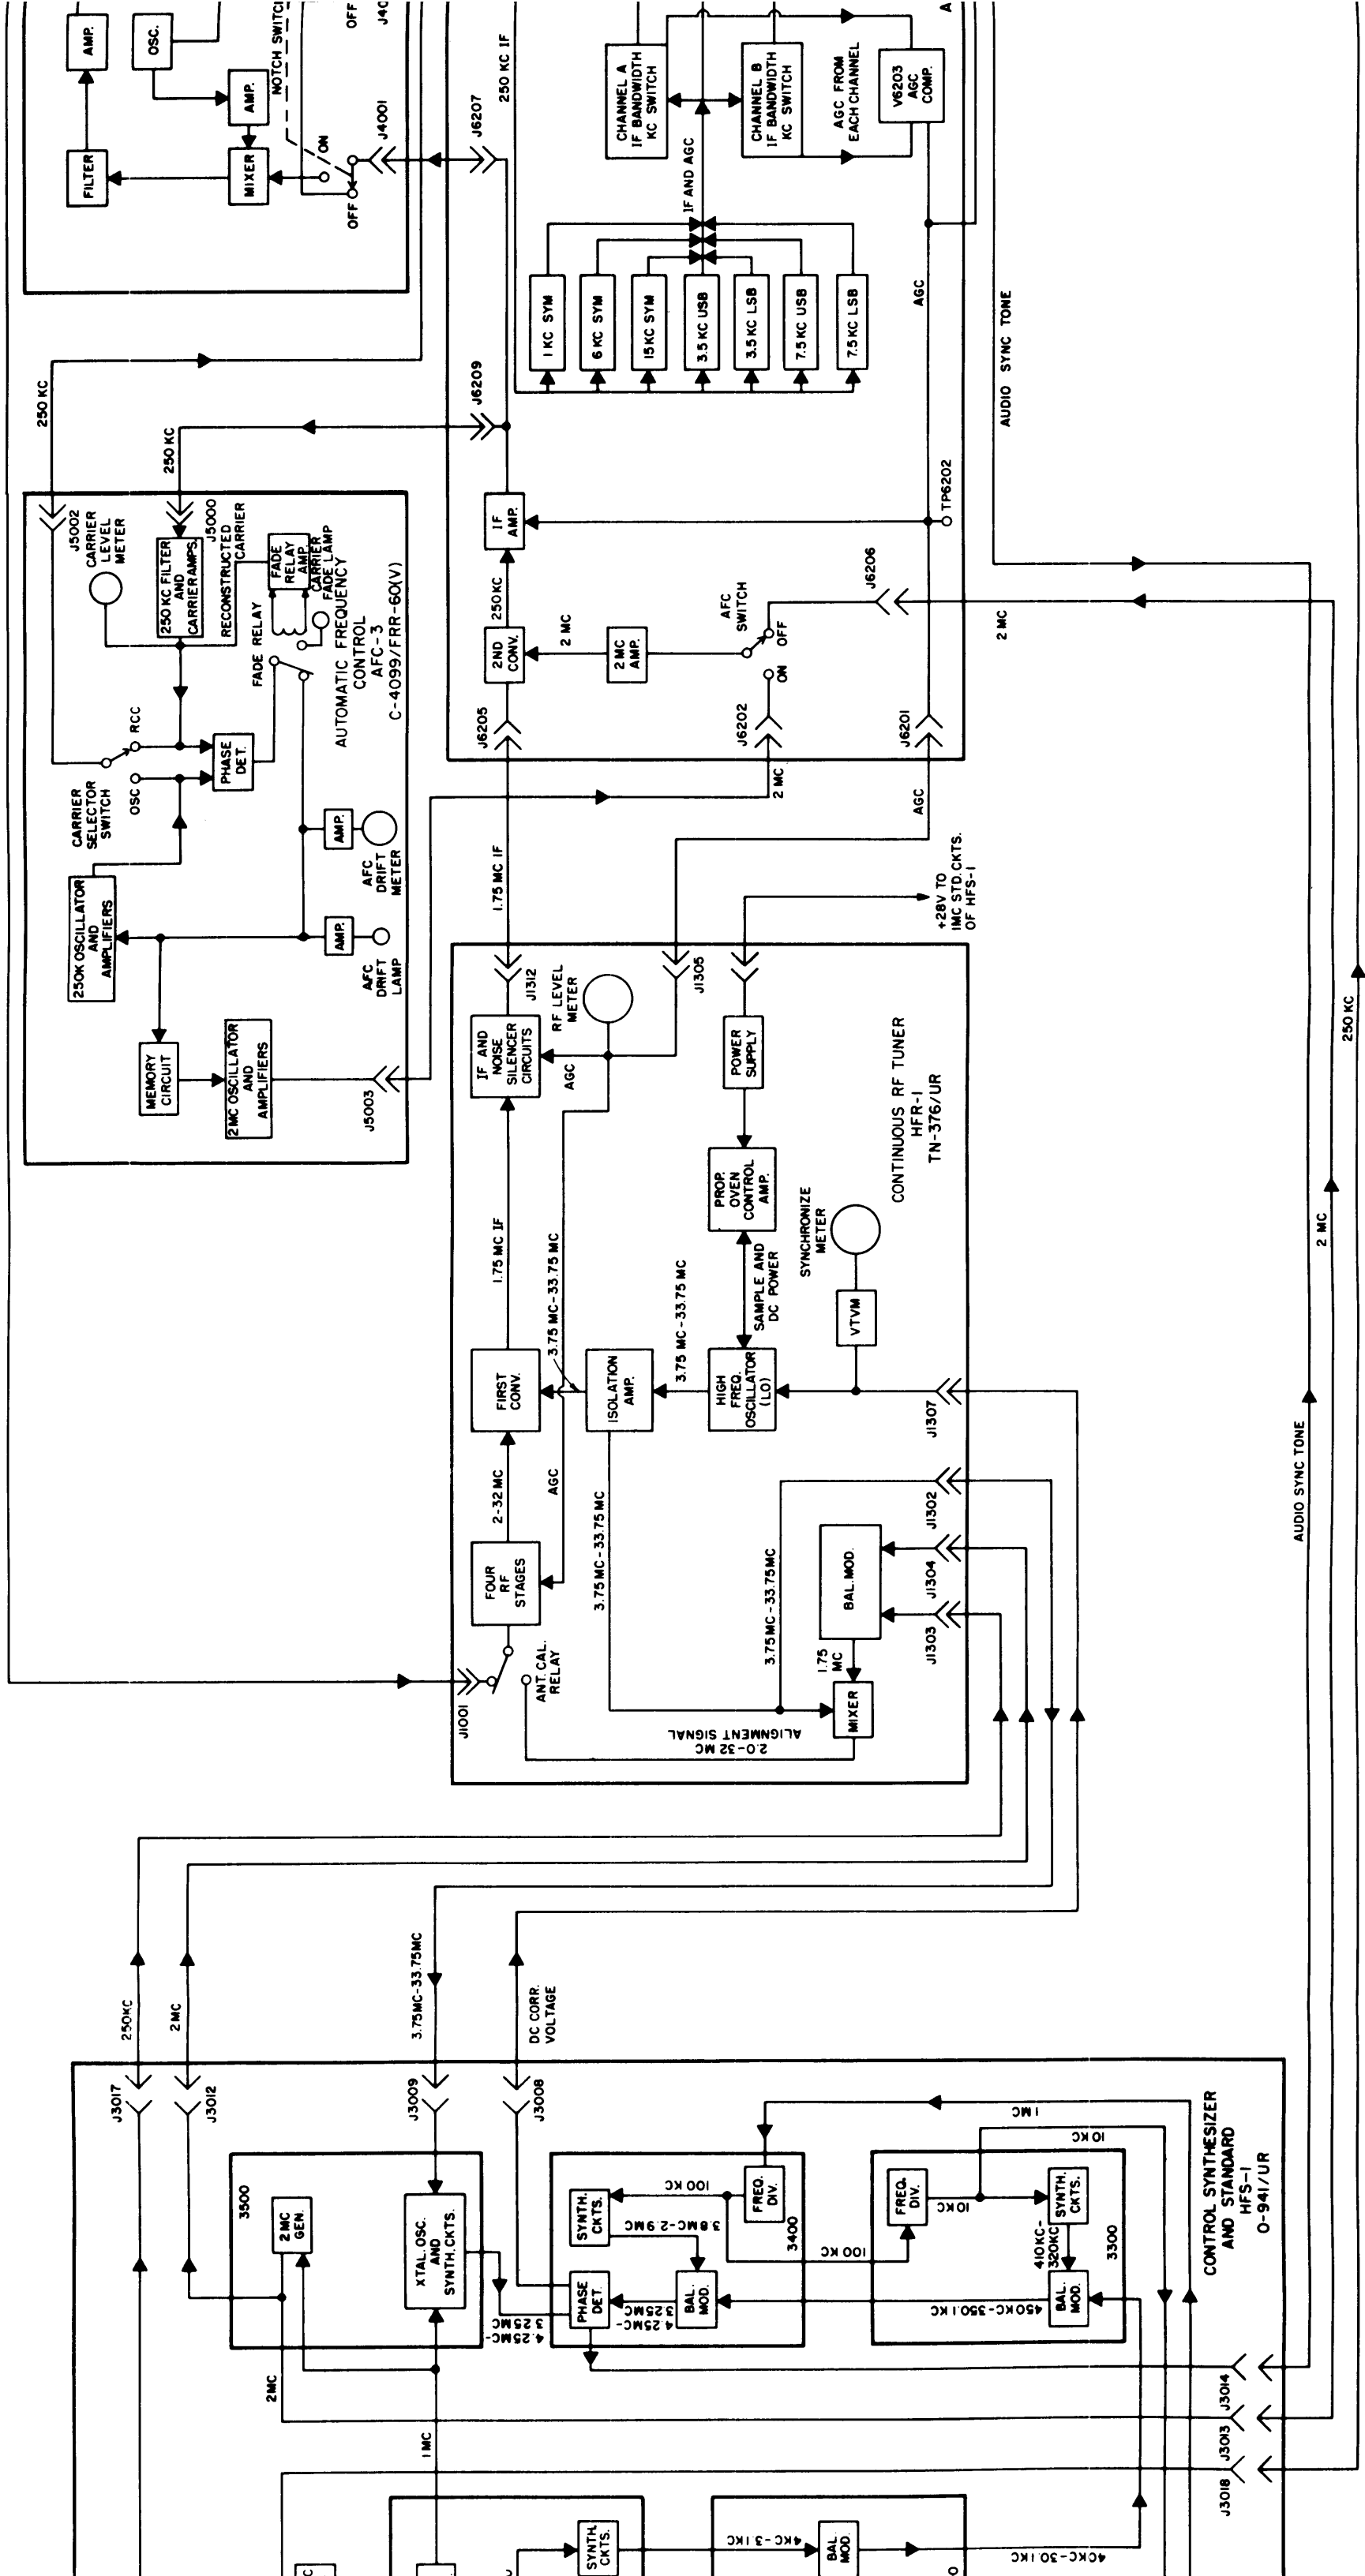 AMP.
OSC.
AMP.
FILTER
MIXER
NOTCH SWITCH
OFF
ON
OFF
J4001
J40
J6207
250 KC IF
CHANNEL A
IF BANDWIDTH
KC SWITCH
CHANNEL B
IF BANDWIDTH
KC SWITCH
AGC FROM
EACH CHANNEL
V6203
AGC
COMP.
A
IF AND AGC
1 KC SYM
6 KC SYM
15 KC SYM
3.5 KC USB
3.5 KC LSB
7.5 KC USB
7.5 KC LSB
AGC
AUDIO SYNC TONE
250 KC
250 KC
J6209
J5002
CARRIER
LEVEL
METER
250 KC FILTER
AND
CARRIER AMPS.
J5000
RECONSTRUCTED
CARRIER
FADE
RELAY
AMP.
CARRIER
FADE LAMP
FADE RELAY
AUTOMATIC FREQUENCY
CONTROL
AFC-3
C-4099/FRR-60(V)
RCC
OSC
CARRIER
SELECTOR
SWITCH
PHASE
DET.
AMP.
AFC
DRIFT
METER
250K OSCILLATOR
AND
AMPLIFIERS
AMP.
AFC
DRIFT
LAMP
MEMORY
CIRCUIT
2MC OSCILLATOR
AND
AMPLIFIERS
J5003
IF
AMP.
250KC
2ND
CONV.
2 MC
2 MC
AMP.
AFC
SWITCH
OFF
ON
TP6202
J6206
2 MC
J6205
J6202
J6201
2 MC
AGC
1.75 MC IF
+28V TO
1MC STD. CKTS.
OF HFS-1
J1312
RF LEVEL
METER
J1305
IF AND
NOISE
SILENCER
CIRCUITS
AGC
POWER
SUPPLY
PROP.
OVEN
CONTROL
AMP.
CONTINUOUS RF TUNER
HFR-1
TN-376/UR
SYNCHRONIZE
METER
VTVM
SAMPLE AND
DC POWER
1.75 MC IF
3.75 MC-33.75 MC
3.75 MC-33.75 MC
FIRST
CONV.
ISOLATION
AMP.
HIGH
FREQ.
OSCILLATOR
(LO)
J1307
2-32 MC
AGC
3.75 MC-33.75 MC
FOUR
RF
STAGES
3.75 MC-33.75MC
BAL. MOD.
J1302
J1304
J1303
1.75
MC
MIXER
ANT. CAL.
RELAY
J1001
2.0-32 MC
ALIGNMENT SIGNAL
250 KC
2 MC
AUDIO SYNC TONE
250KC
2MC
3.75MC-33.75MC
DC CORR.
VOLTAGE
J3017
J3012
J3009
J3008
3500
2 MC
GEN.
XTAL. OSC.
AND
SYNTH. CKTS.
4.25MC-
3.25MC
SYNTH.
CKTS.
100 KC
3.8 MC-2.9MC
FREQ.
DIV.
3400
PHASE
DET.
4.25MC-
3.25MC
BAL.
MOD.
100 KC
450KC-350.1KC
FREQ.
DIV.
10KC
SYNTH.
CKTS.
410KC-
320KC
BAL.
MOD.
3300
1 MC
10 KC
CONTROL SYNTHESIZER
AND STANDARD
HFS-1
O-941/UR
J3014
J3013
J3018
2MC
1 MC
SYNTH.
CKTS.
4KC-3.1KC
BAL.
MOD.
40KC-30.1KC